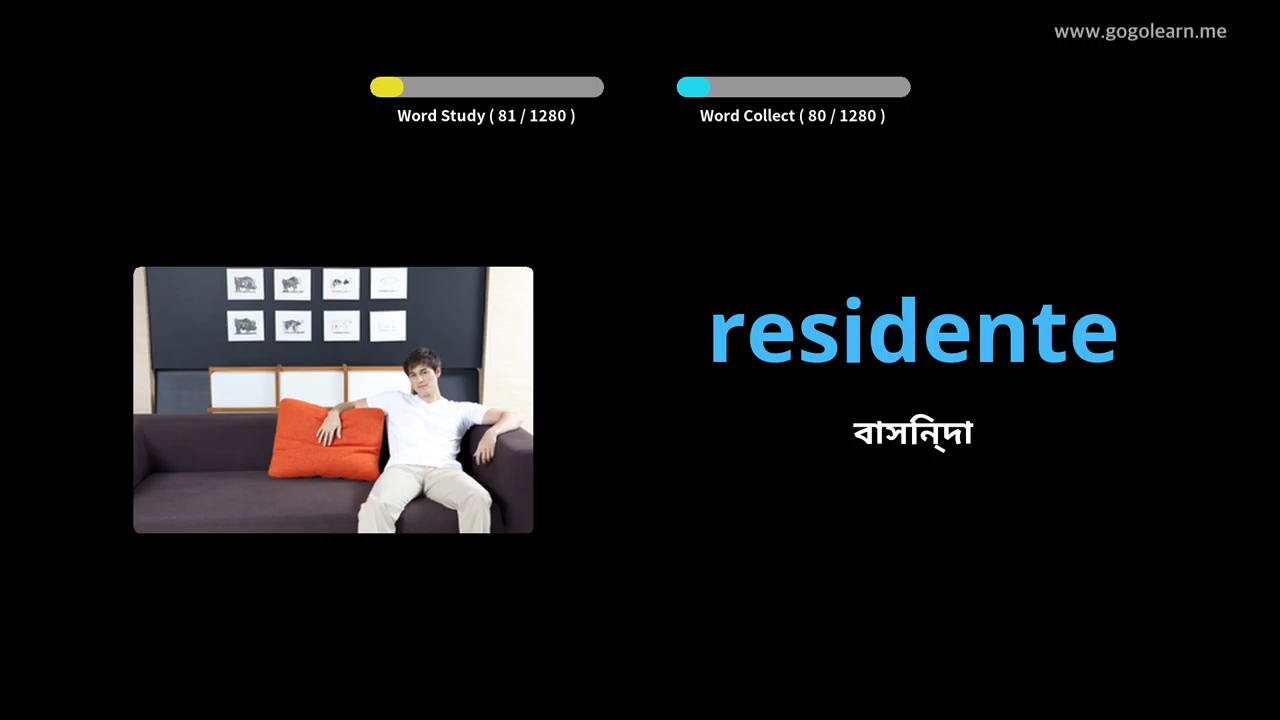 www.gogolearn.me
Word Study ( 81 / 1280 )
Word Collect ( 80 / 1280 )
residente
বাসিন্দা